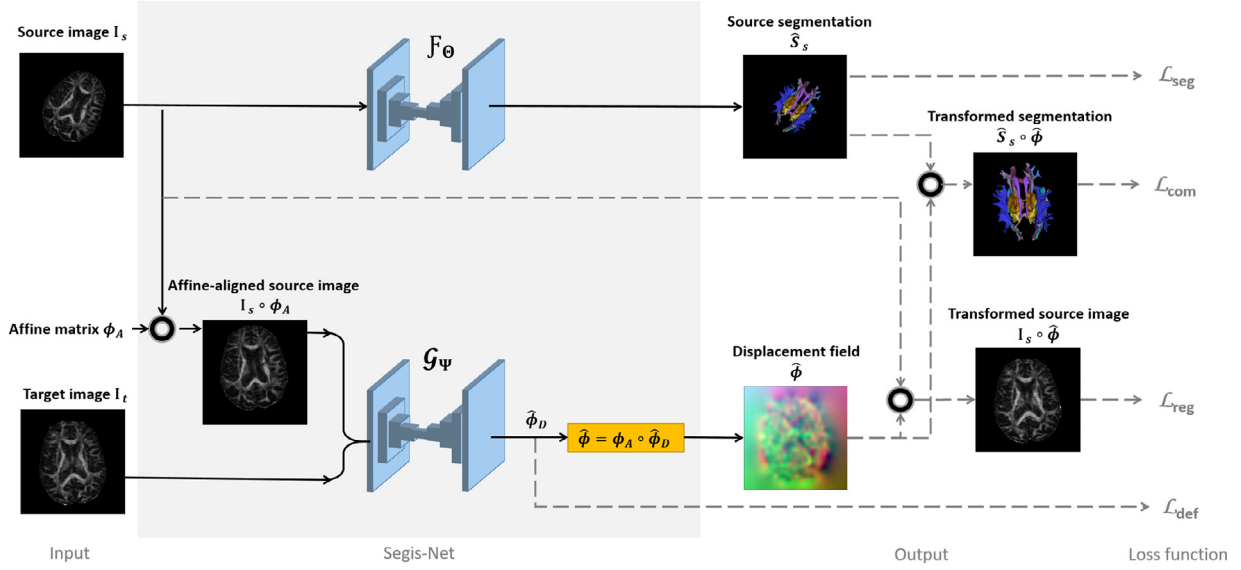 Source image I_s
𝓕_Θ
Source segmentation
Ŝ_s
ℒ_seg
Transformed segmentation
Ŝ_s ∘ ϕ̂
ℒ_com
Affine-aligned source image
I_s ∘ ϕ_A
Affine matrix ϕ_A
Transformed source image
I_s ∘ ϕ̂
Target image I_t
𝓖_Ψ
Displacement field
ϕ̂
ϕ̂_D
ϕ̂ = ϕ_A ∘ ϕ̂_D
ℒ_reg
ℒ_def
Input
Segis-Net
Output
Loss function